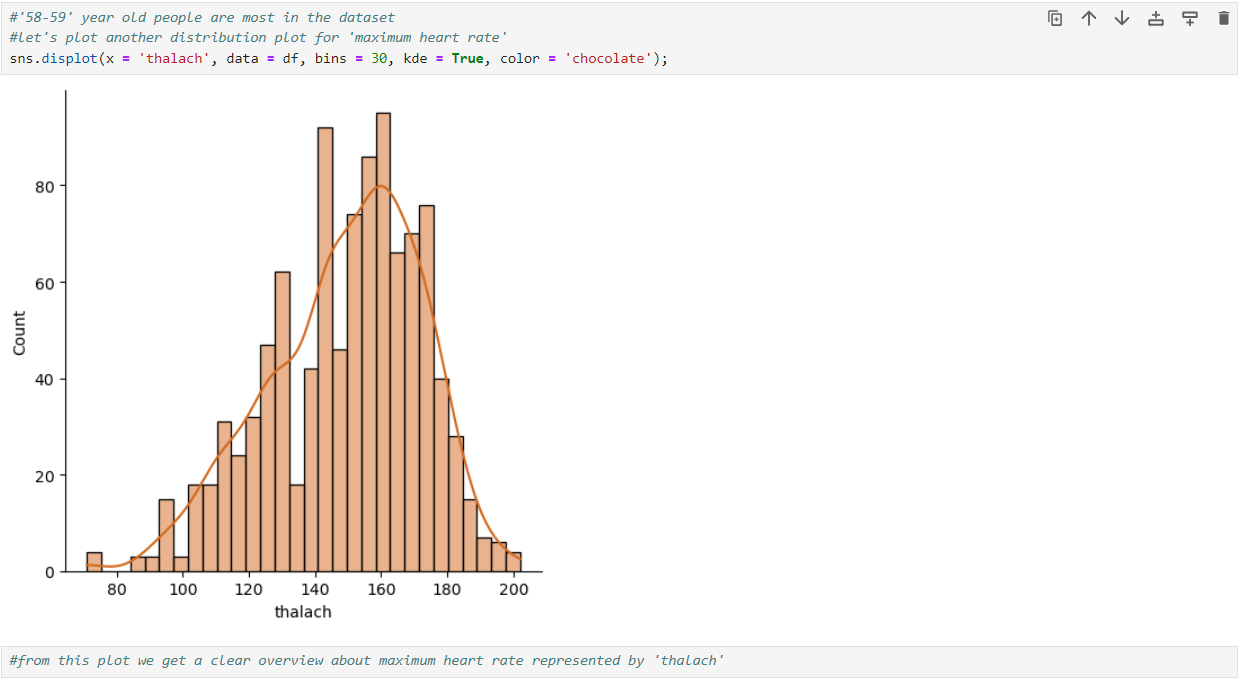 #'58-59' year old people are most in the dataset
#let's plot another distribution plot for 'maximum heart rate'
sns.displot(x = 'thalach', data = df, bins = 30, kde = True, color = 'chocolate');
80
60
40
20
0
Count
80 100 120 140 160 180 200
thalach
#from this plot we get a clear overview about maximum heart rate represented by 'thalach'